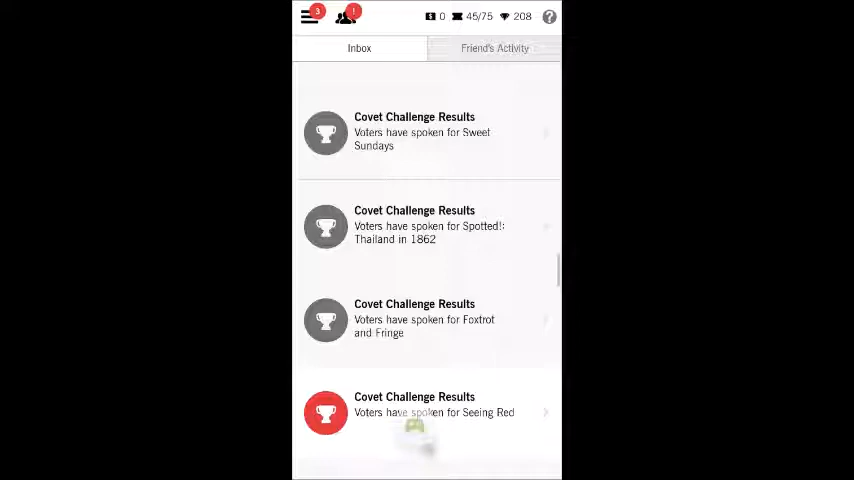 3 ! 0 45/75 208 ?
Inbox Friend's Activity
Covet Challenge Results
Voters have spoken for Sweet
Sundays
Covet Challenge Results
Voters have spoken for Spotted!:
Thailand in 1862
Covet Challenge Results
Voters have spoken for Foxtrot
and Fringe
Covet Challenge Results
Voters have spoken for Seeing Red